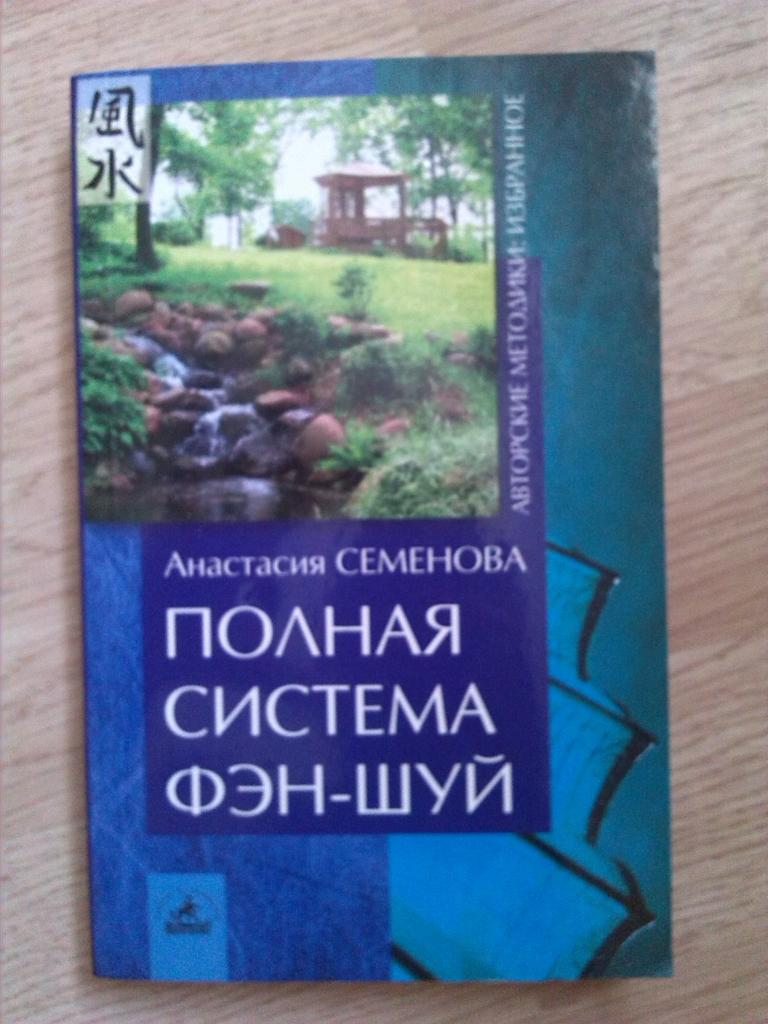 風
水
АВТОРСКИЕ МЕТОДИКИ: ИЗБРАННОЕ
Анастасия СЕМЕНОВА
ПОЛНАЯ
СИСТЕМА
ФЭН-ШУЙ